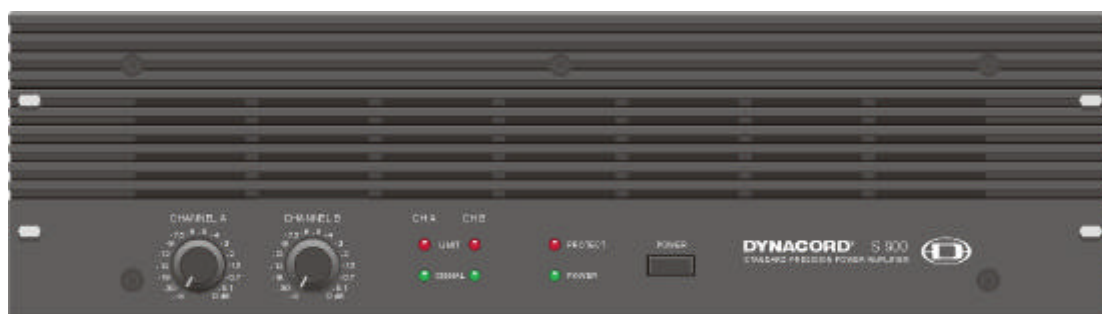 CHANNEL A
CHANNEL B
CH A
CH B
LIMIT
SIGNAL
PROTECT
POWER
POWER
DYNACORD S 900
STANDARD PRECISION POWER AMPLIFIER